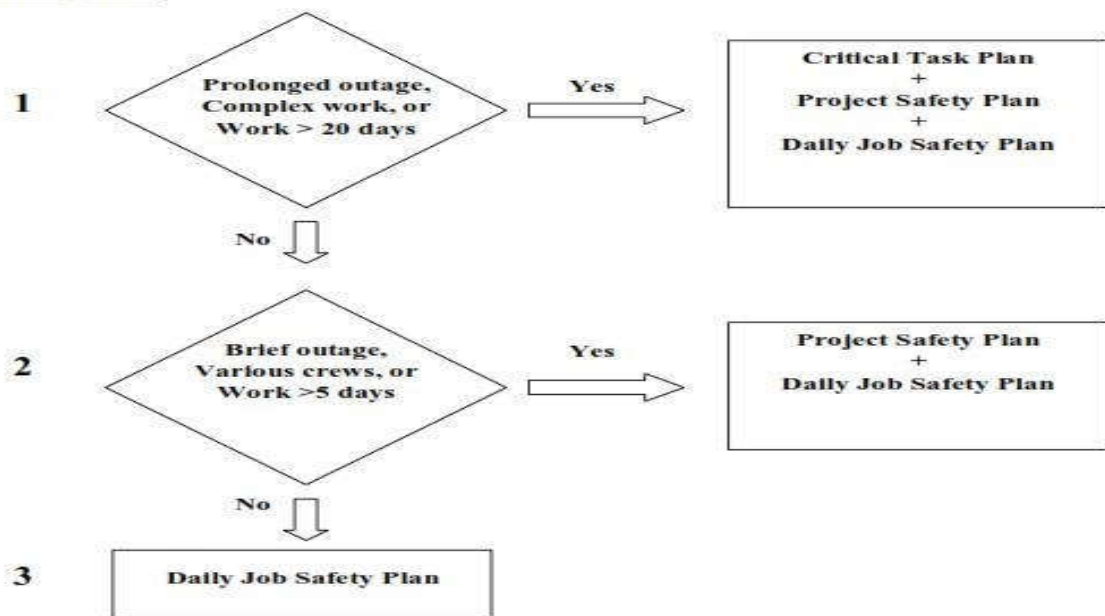 1
Prolonged outage,
Complex work, or
Work > 20 days
Yes
Critical Task Plan
+
Project Safety Plan
+
Daily Job Safety Plan
No
2
Brief outage,
Various crews, or
Work >5 days
Yes
Project Safety Plan
+
Daily Job Safety Plan
No
3
Daily Job Safety Plan